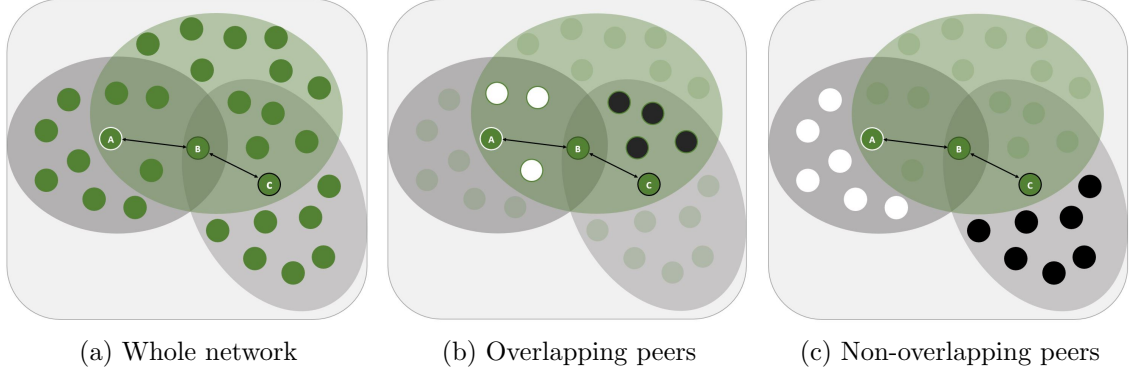 A B C
A B C
A B C
(a) Whole network
(b) Overlapping peers
(c) Non-overlapping peers